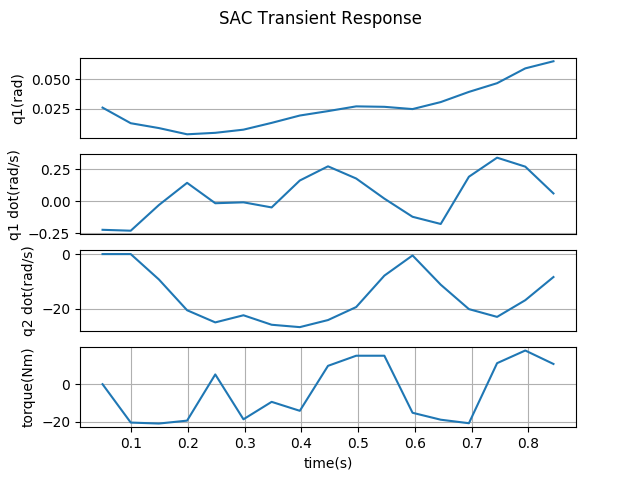 SAC Transient Response
q1(rad)
0.050
0.025
q1 dot(rad/s)
0.25
0.00
−0.25
q2 dot(rad/s)
0
−20
torque(Nm)
0
−20
0.1 0.2 0.3 0.4 0.5 0.6 0.7 0.8
time(s)